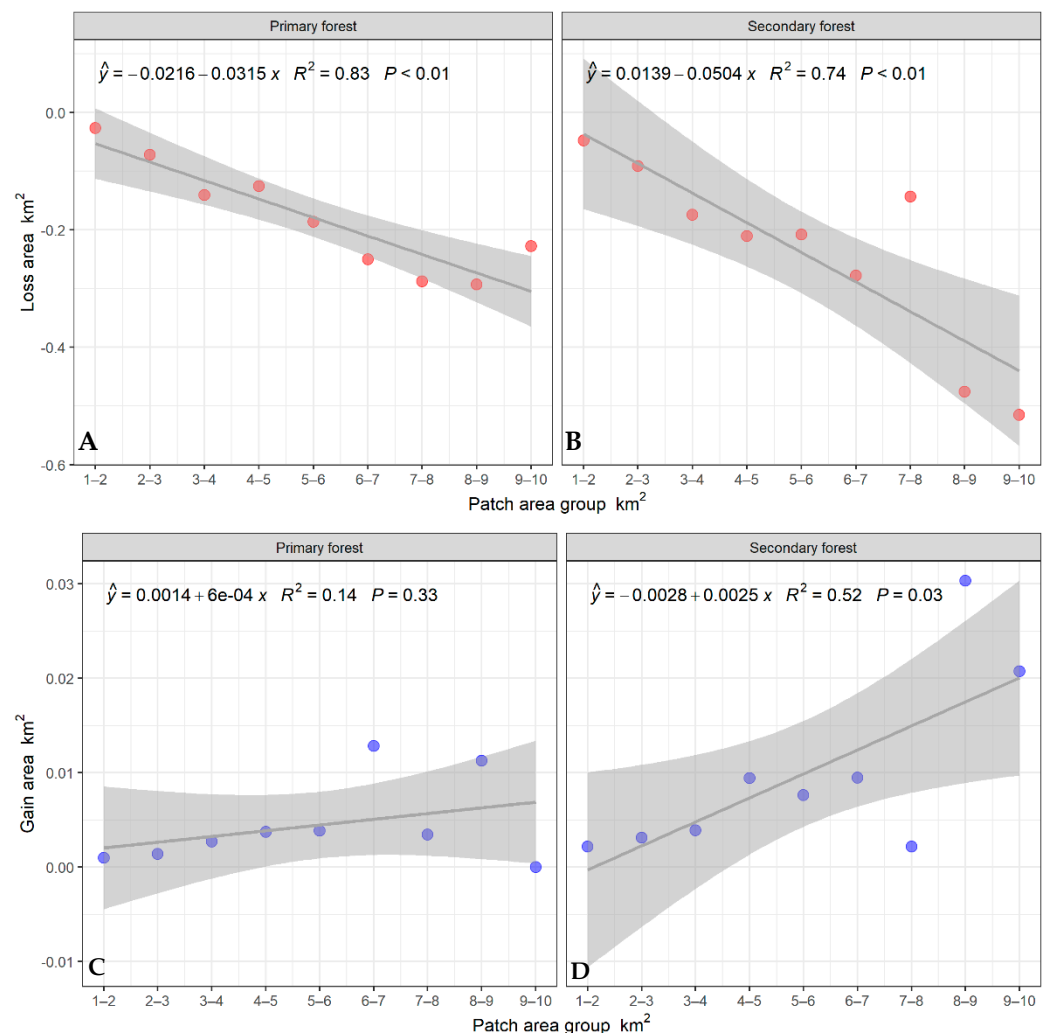 Primary forest
Secondary forest
ŷ = −0.0216 − 0.0315 x R² = 0.83 P < 0.01
ŷ = 0.0139 − 0.0504 x R² = 0.74 P < 0.01
Loss area km²
0.0
-0.2
-0.4
-0.6
A
B
1–2 2–3 3–4 4–5 5–6 6–7 7–8 8–9 9–10
1–2 2–3 3–4 4–5 5–6 6–7 7–8 8–9 9–10
Patch area group km²
Primary forest
Secondary forest
ŷ = 0.0014 + 6e-04 x R² = 0.14 P = 0.33
ŷ = −0.0028 + 0.0025 x R² = 0.52 P = 0.03
Gain area km²
0.03
0.02
0.01
0.00
-0.01
C
D
1–2 2–3 3–4 4–5 5–6 6–7 7–8 8–9 9–10
1–2 2–3 3–4 4–5 5–6 6–7 7–8 8–9 9–10
Patch area group km²